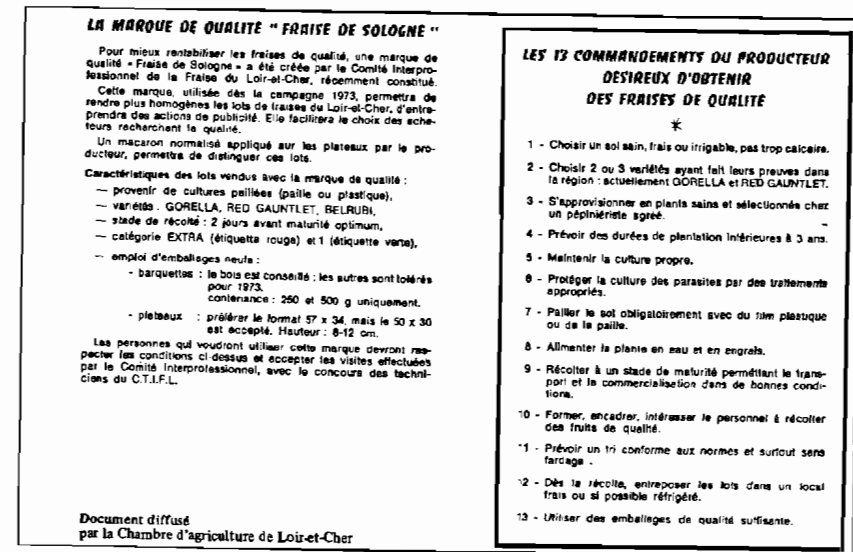 LA MARQUE DE QUALITÉ " FRAISE DE SOLOGNE "
Pour mieux rentabiliser les fraises de qualité, une marque de
qualité « Fraise de Sologne » a été créée par le Comité Interpro-
fessionnel de la Fraise du Loir-et-Cher, récemment constitué.
Cette marque, utilisée dès la campagne 1973, permettra de
rendre plus homogènes les lots de fraises du Loir-et-Cher, d'entre-
prendre des actions de publicité. Elle facilitera le choix des ache-
teurs recherchant la qualité.
Un macaron normalisé appliqué sur les plateaux par le pro-
ducteur, permettra de distinguer ces lots.
Caractéristiques des lots vendus avec la marque de qualité :
— provenir de cultures paillées (paille ou plastique),
— variétés : GORELLA, RED GAUNTLET, BELRUBI,
— stade de récolte : 2 jours avant maturité optimum,
— catégorie EXTRA (étiquette rouge) et 1 (étiquette verte),
— emploi d'emballages neufs :
- barquettes : le bois est conseillé : les autres sont tolérés
pour 1973.
contenance : 250 et 500 g uniquement.
- plateaux : préférer le format 57 x 34, mais le 50 x 30
est accepté. Hauteur : 8-12 cm.
Les personnes qui voudront utiliser cette marque devront res-
pecter les conditions ci-dessus et accepter les visites effectuées
par le Comité Interprofessionnel, avec le concours des techni-
ciens du C.T.I.F.L.
Document diffusé
par la Chambre d'agriculture de Loir-et-Cher
LES 13 COMMANDEMENTS DU PRODUCTEUR
DESIREUX D'OBTENIR
DES FRAISES DE QUALITÉ
*
1 - Choisir un sol sain, frais ou irrigable, pas trop calcaire.
2 - Choisir 2 ou 3 variétés ayant fait leurs preuves dans
la région : actuellement GORELLA et RED GAUNTLET.
3 - S'approvisionner en plants sains et sélectionnés chez
un pépiniériste agréé.
4 - Prévoir des durées de plantation inférieures à 3 ans.
5 - Maintenir la culture propre.
6 - Protéger la culture des parasites par des traitements
appropriés.
7 - Pailler le sol obligatoirement avec du film plastique
ou de la paille.
8 - Alimenter la plante en eau et en engrais.
9 - Récolter à un stade de maturité permettant le trans-
port et la commercialisation dans de bonnes condi-
tions.
10 - Former, encadrer, intéresser le personnel à récolter
des fruits de qualité.
11 - Prévoir un tri conforme aux normes et surtout sans
fardage .
12 - Dès la récolte, entreposer les lots dans un local
frais ou si possible réfrigéré.
13 - Utiliser des emballages de qualité suffisante.